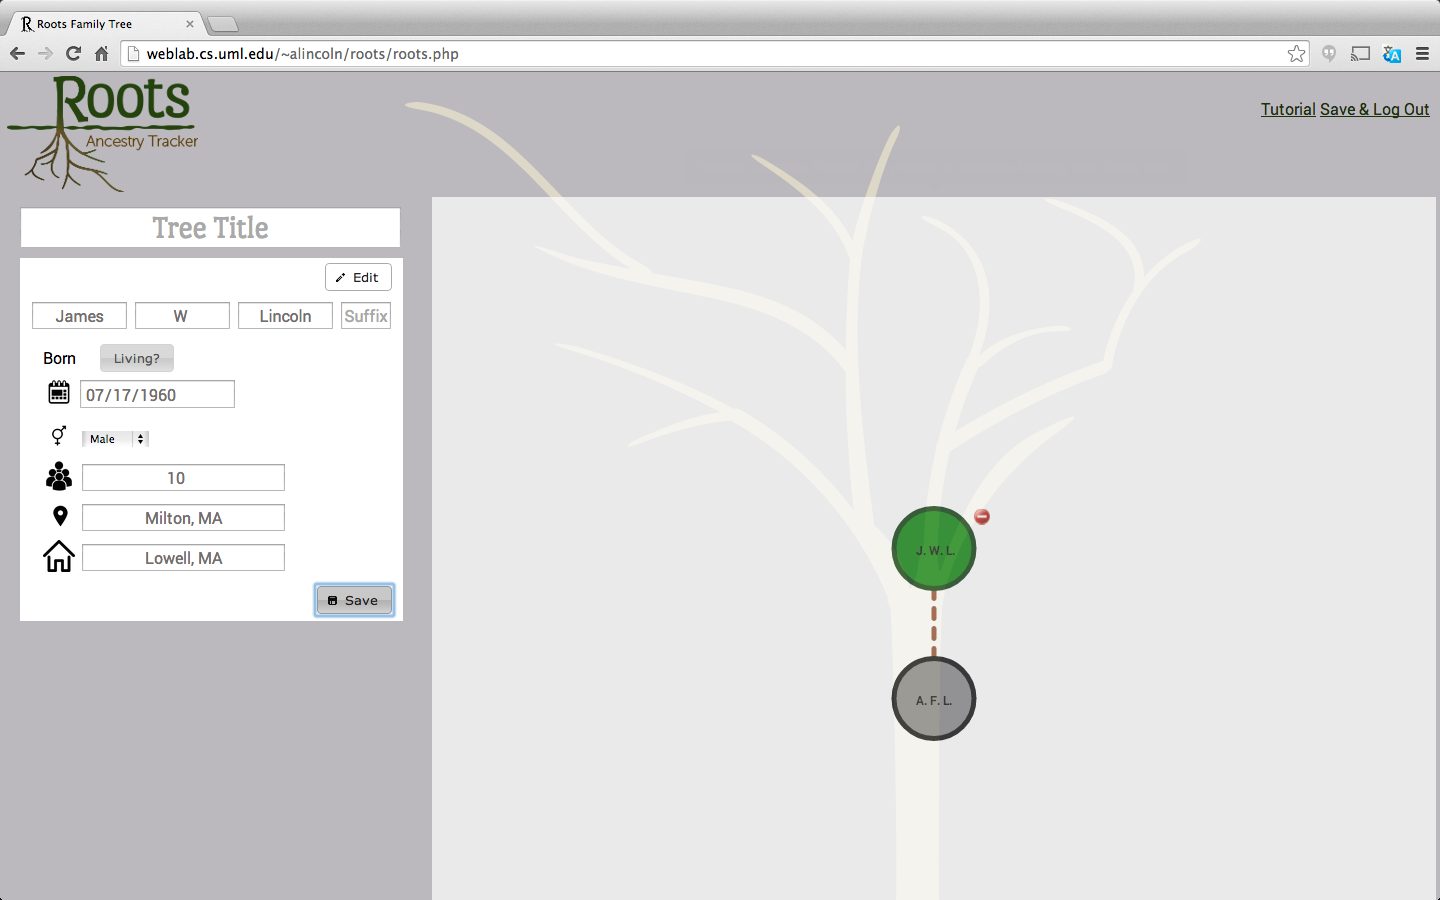 Roots Family Tree
weblab.cs.uml.edu/~alincoln/roots/roots.php
Roots
Ancestry Tracker
Tutorial Save & Log Out
Tree Title
Edit
James W Lincoln Suffix
Born Living?
07/17/1960
Male
10
Milton, MA
Lowell, MA
Save
J. W. L.
A. F. L.